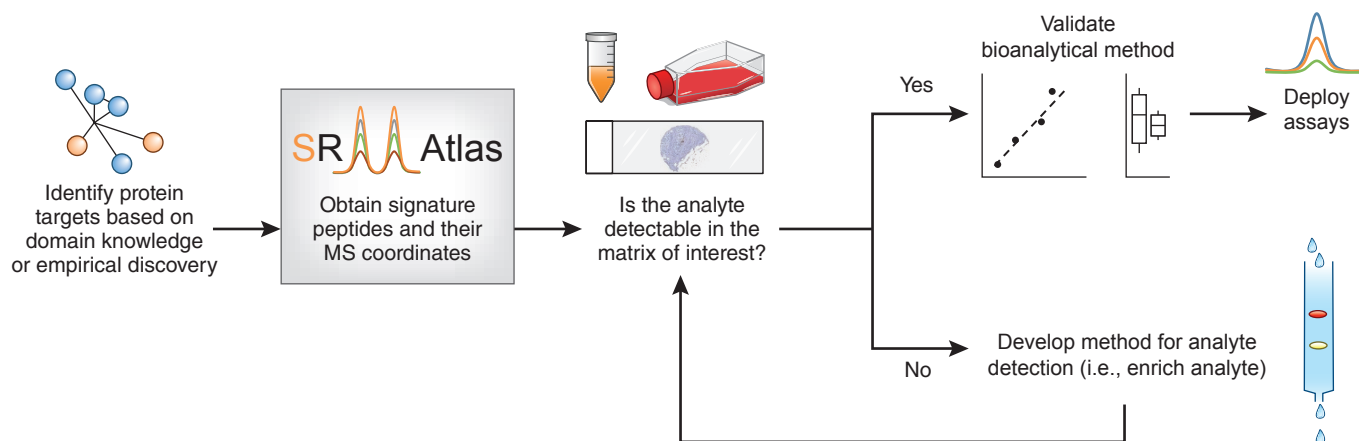 Identify protein
targets based on
domain knowledge
or empirical discovery
SR Atlas
Obtain signature
peptides and their
MS coordinates
Is the analyte
detectable in the
matrix of interest?
Yes
Validate
bioanalytical method
Deploy
assays
No
Develop method for analyte
detection (i.e., enrich analyte)